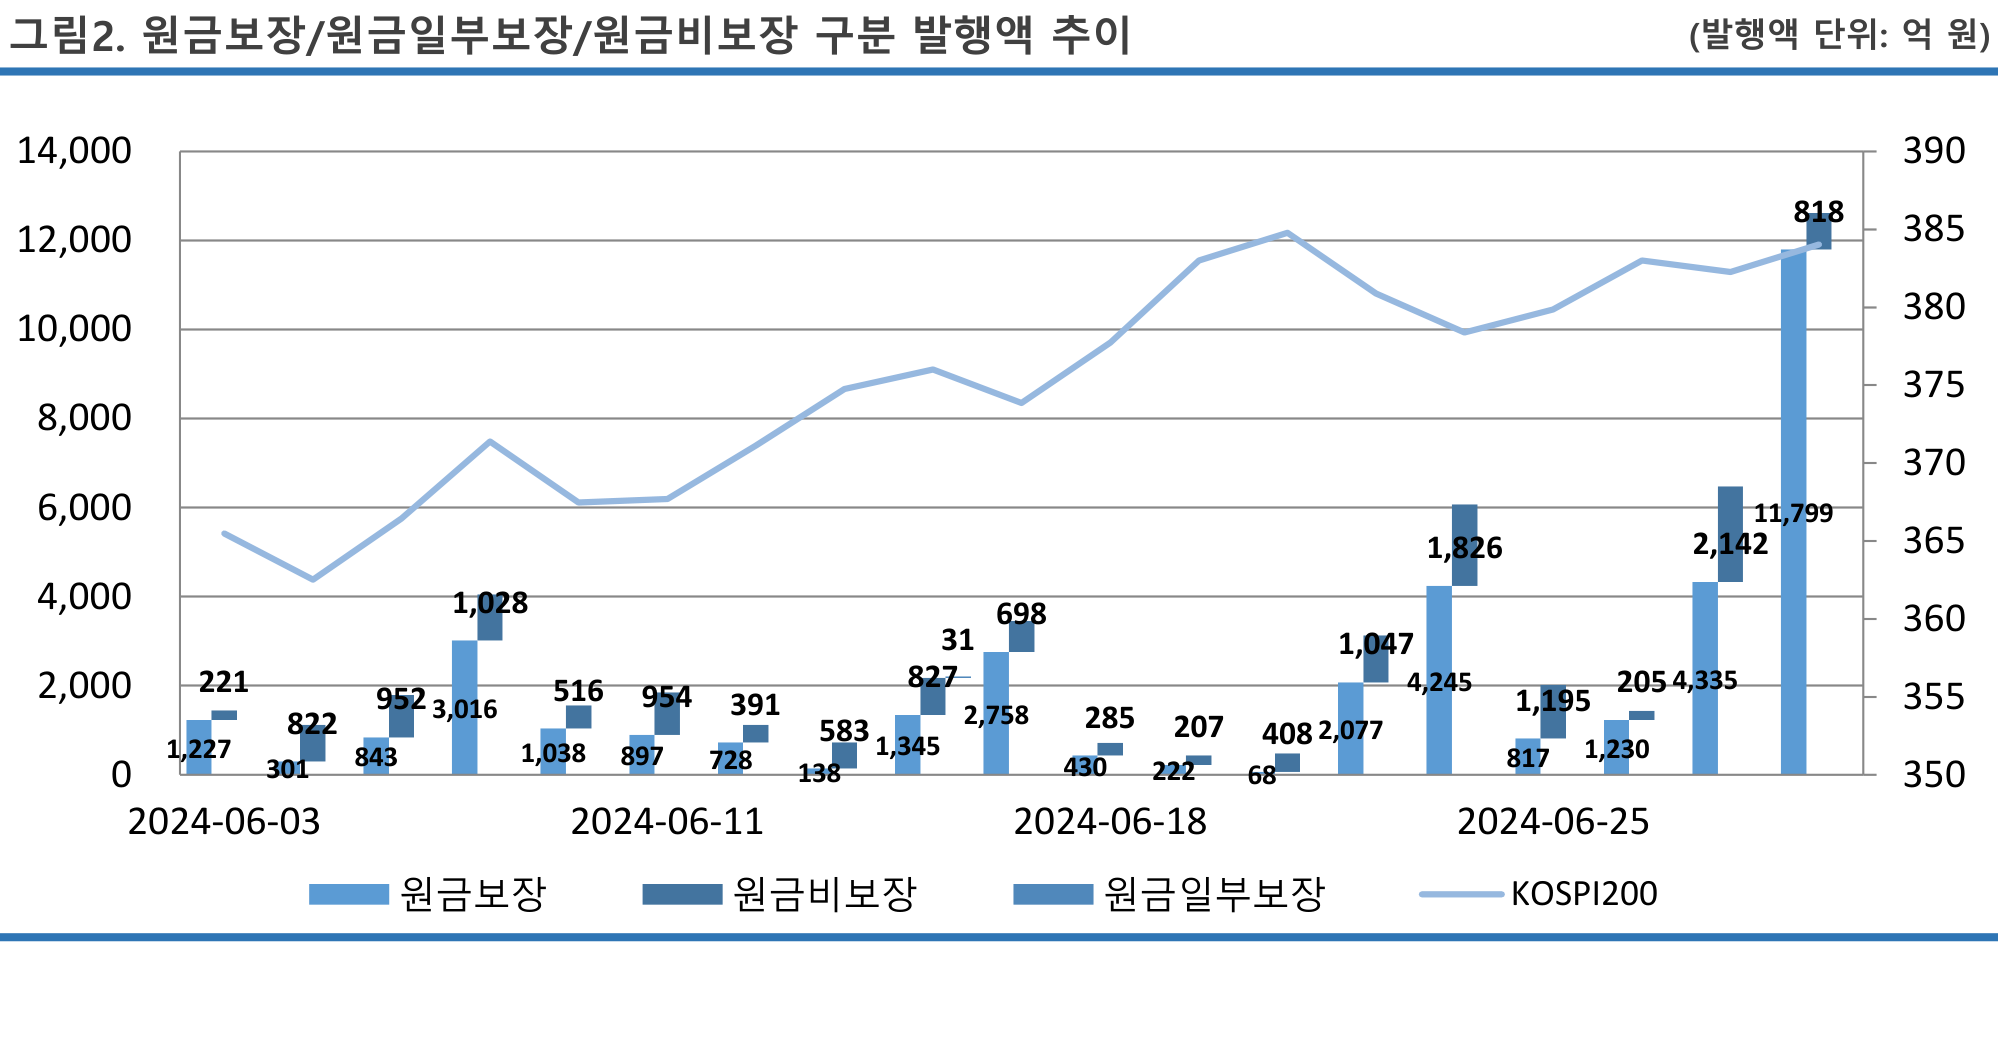 그림2. 원금보장/원금일부보장/원금비보장 구분 발행액 추이 (발행액 단위: 억 원)
14,000 390
818
12,000 385
380
10,000
375
8,000
370
6,000 11,799
365
1,826 2,142
4,000 1,028 698 360
31 1,047
221 952 516 954 391 827 205
2,000 4,245 4,335
822 3,016 583 2,758 285 207 408 2,077 1,195 355
1,227 301 843 1,038 897 728 138 1,345 430 222 68 817 1,230
0 350
2024-06-03 2024-06-11 2024-06-18 2024-06-25
원금보장 원금비보장 원금일부보장 KOSPI200